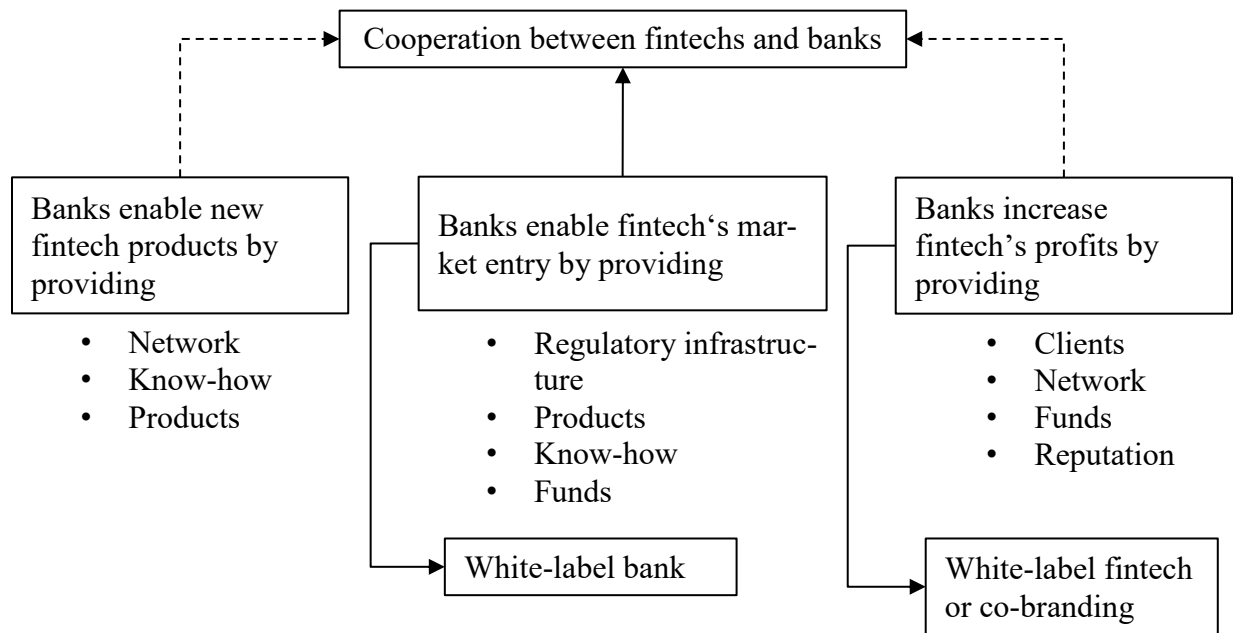 Cooperation between fintechs and banks
Banks enable new
fintech products by
providing
• Network
• Know-how
• Products
Banks enable fintech‘s mar-
ket entry by providing
• Regulatory infrastruc-
ture
• Products
• Know-how
• Funds
White-label bank
Banks increase
fintech’s profits by
providing
• Clients
• Network
• Funds
• Reputation
White-label fintech
or co-branding